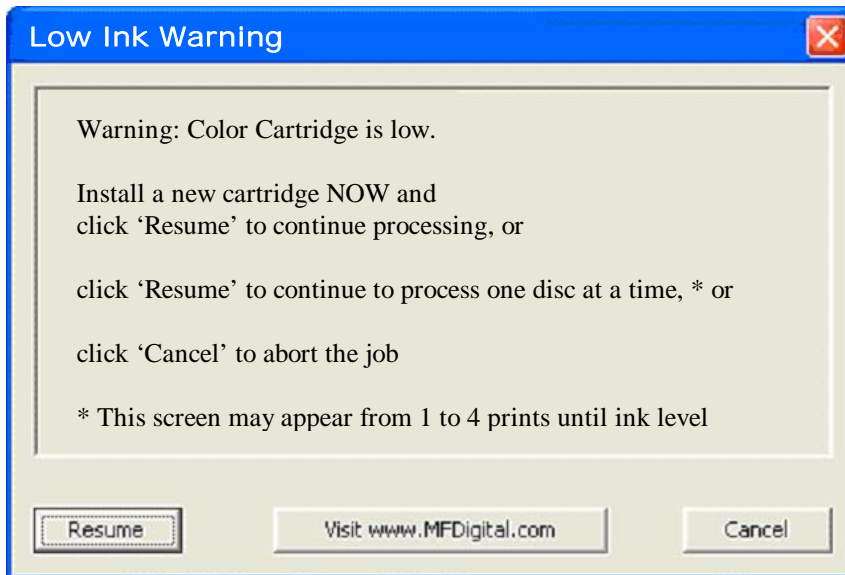 Low Ink Warning
Warning: Color Cartridge is low.
Install a new cartridge NOW and
click ‘Resume’ to continue processing, or
click ‘Resume’ to continue to process one disc at a time, * or
click ‘Cancel’ to abort the job
* This screen may appear from 1 to 4 prints until ink level
Resume Visit www.MFDigital.com Cancel